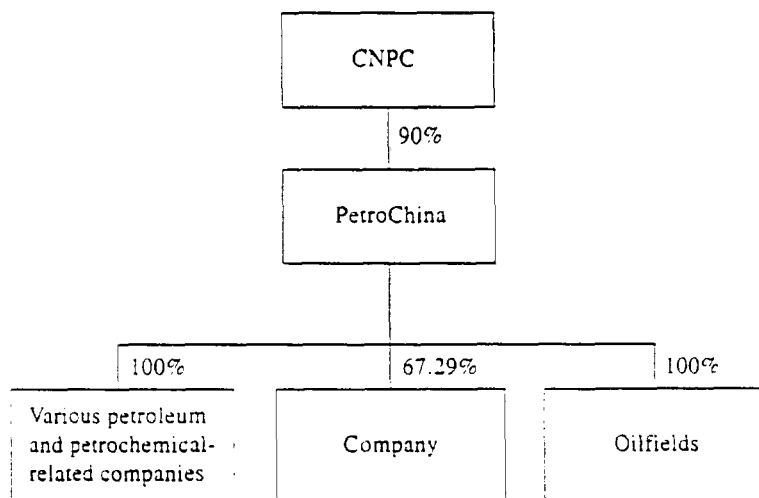 CNPC
90%
PetroChina
100%
67.29%
100%
Various petroleum
and petrochemical-
related companies
Company
Oilfields